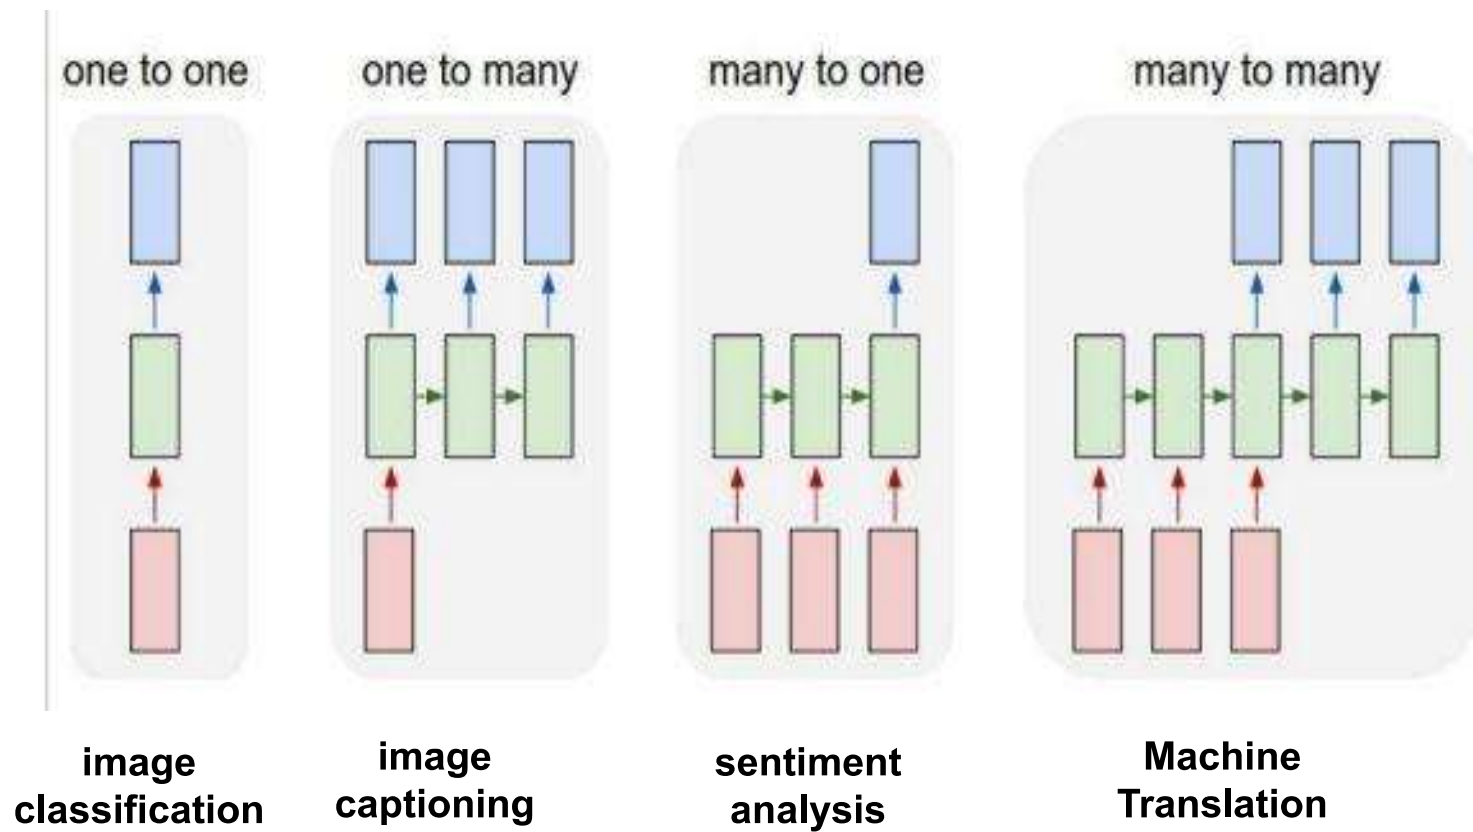 one to one
one to many
many to one
many to many
image
classification
image
captioning
sentiment
analysis
Machine
Translation